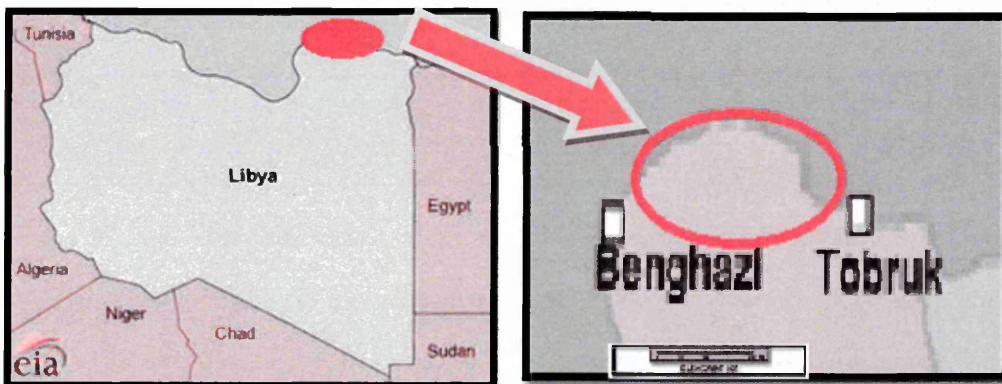 Tunisia
Libya
Egypt
Algeria
Niger
Chad
Sudan
eia
Benghazi
Tobruk